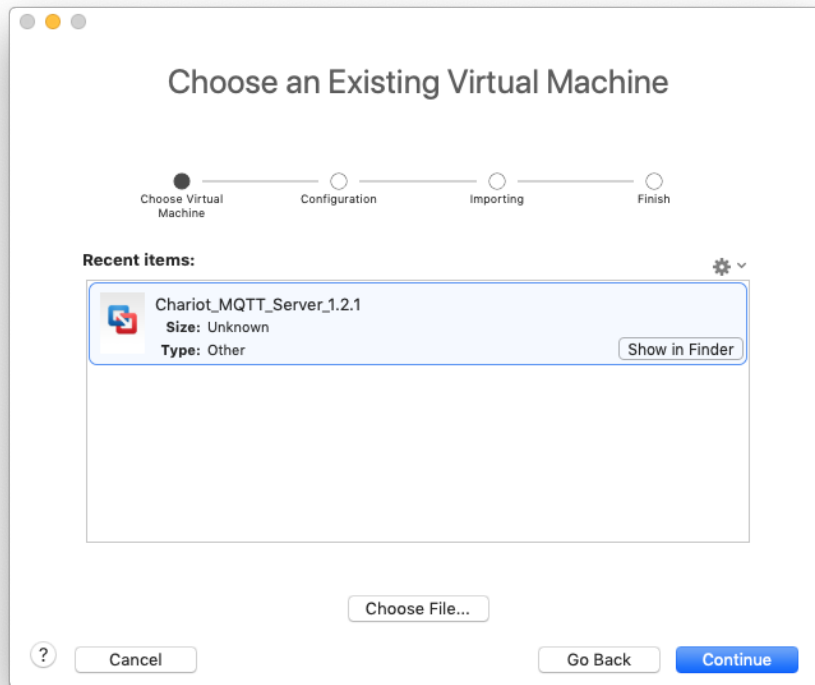 Choose an Existing Virtual Machine
Choose Virtual
Machine
Configuration
Importing
Finish
Recent items:
Chariot_MQTT_Server_1.2.1
Size: Unknown
Type: Other
Show in Finder
Choose File...
?
Cancel
Go Back
Continue